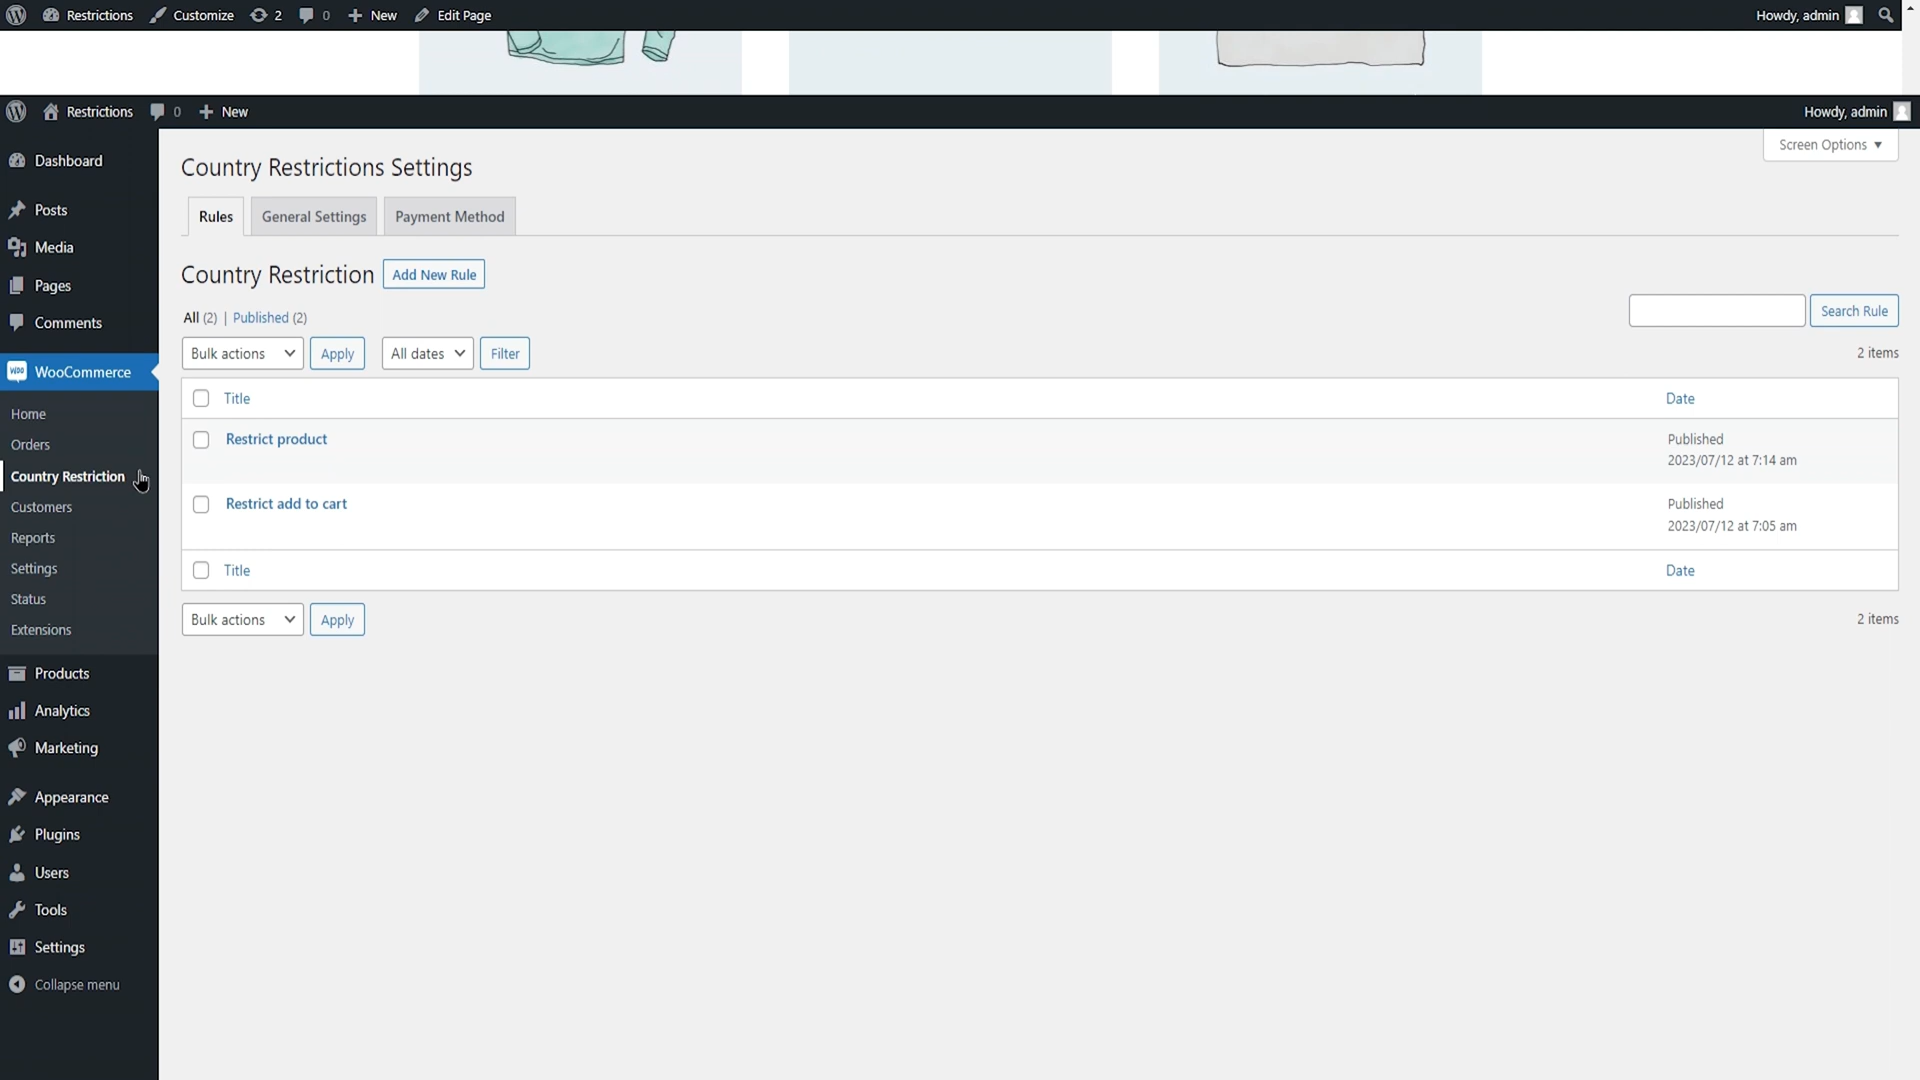 Restrictions Customize 2 0 New Edit Page Howdy, admin
Restrictions 0 New Howdy, admin
Screen Options ▼
Dashboard
Posts
Media
Pages
Comments
WooCommerce
Home
Orders
Country Restriction
Customers
Reports
Settings
Status
Extensions
Products
Analytics
Marketing
Appearance
Plugins
Users
Tools
Settings
Collapse menu
Country Restrictions Settings
Rules General Settings Payment Method
Country Restriction Add New Rule
All (2) | Published (2)
Search Rule
Bulk actions Apply All dates Filter 2 items
Title Date
Restrict product Published
2023/07/12 at 7:14 am
Restrict add to cart Published
2023/07/12 at 7:05 am
Title Date
Bulk actions Apply 2 items